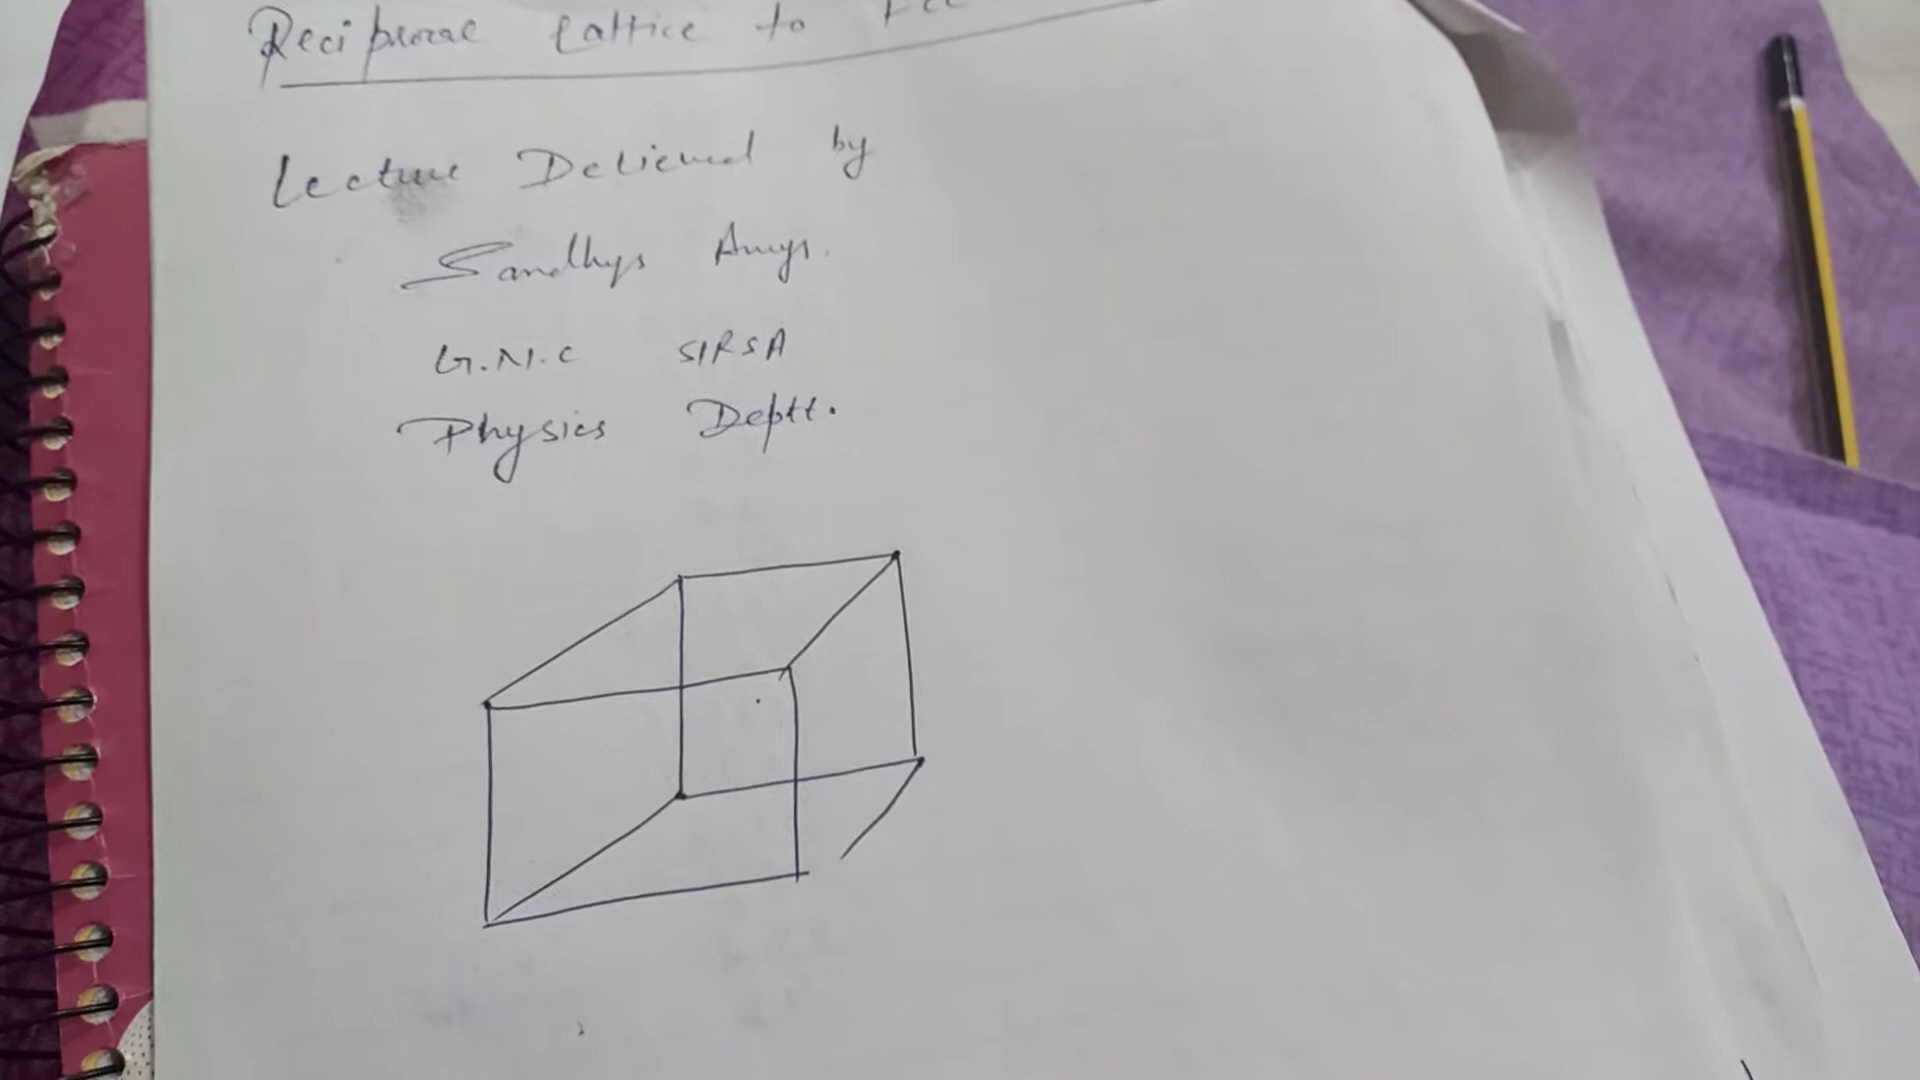 Reciprocal lattice to
Lecture Delivered by
Sandhya
G.N.C SIRSA
Physics Deptt.